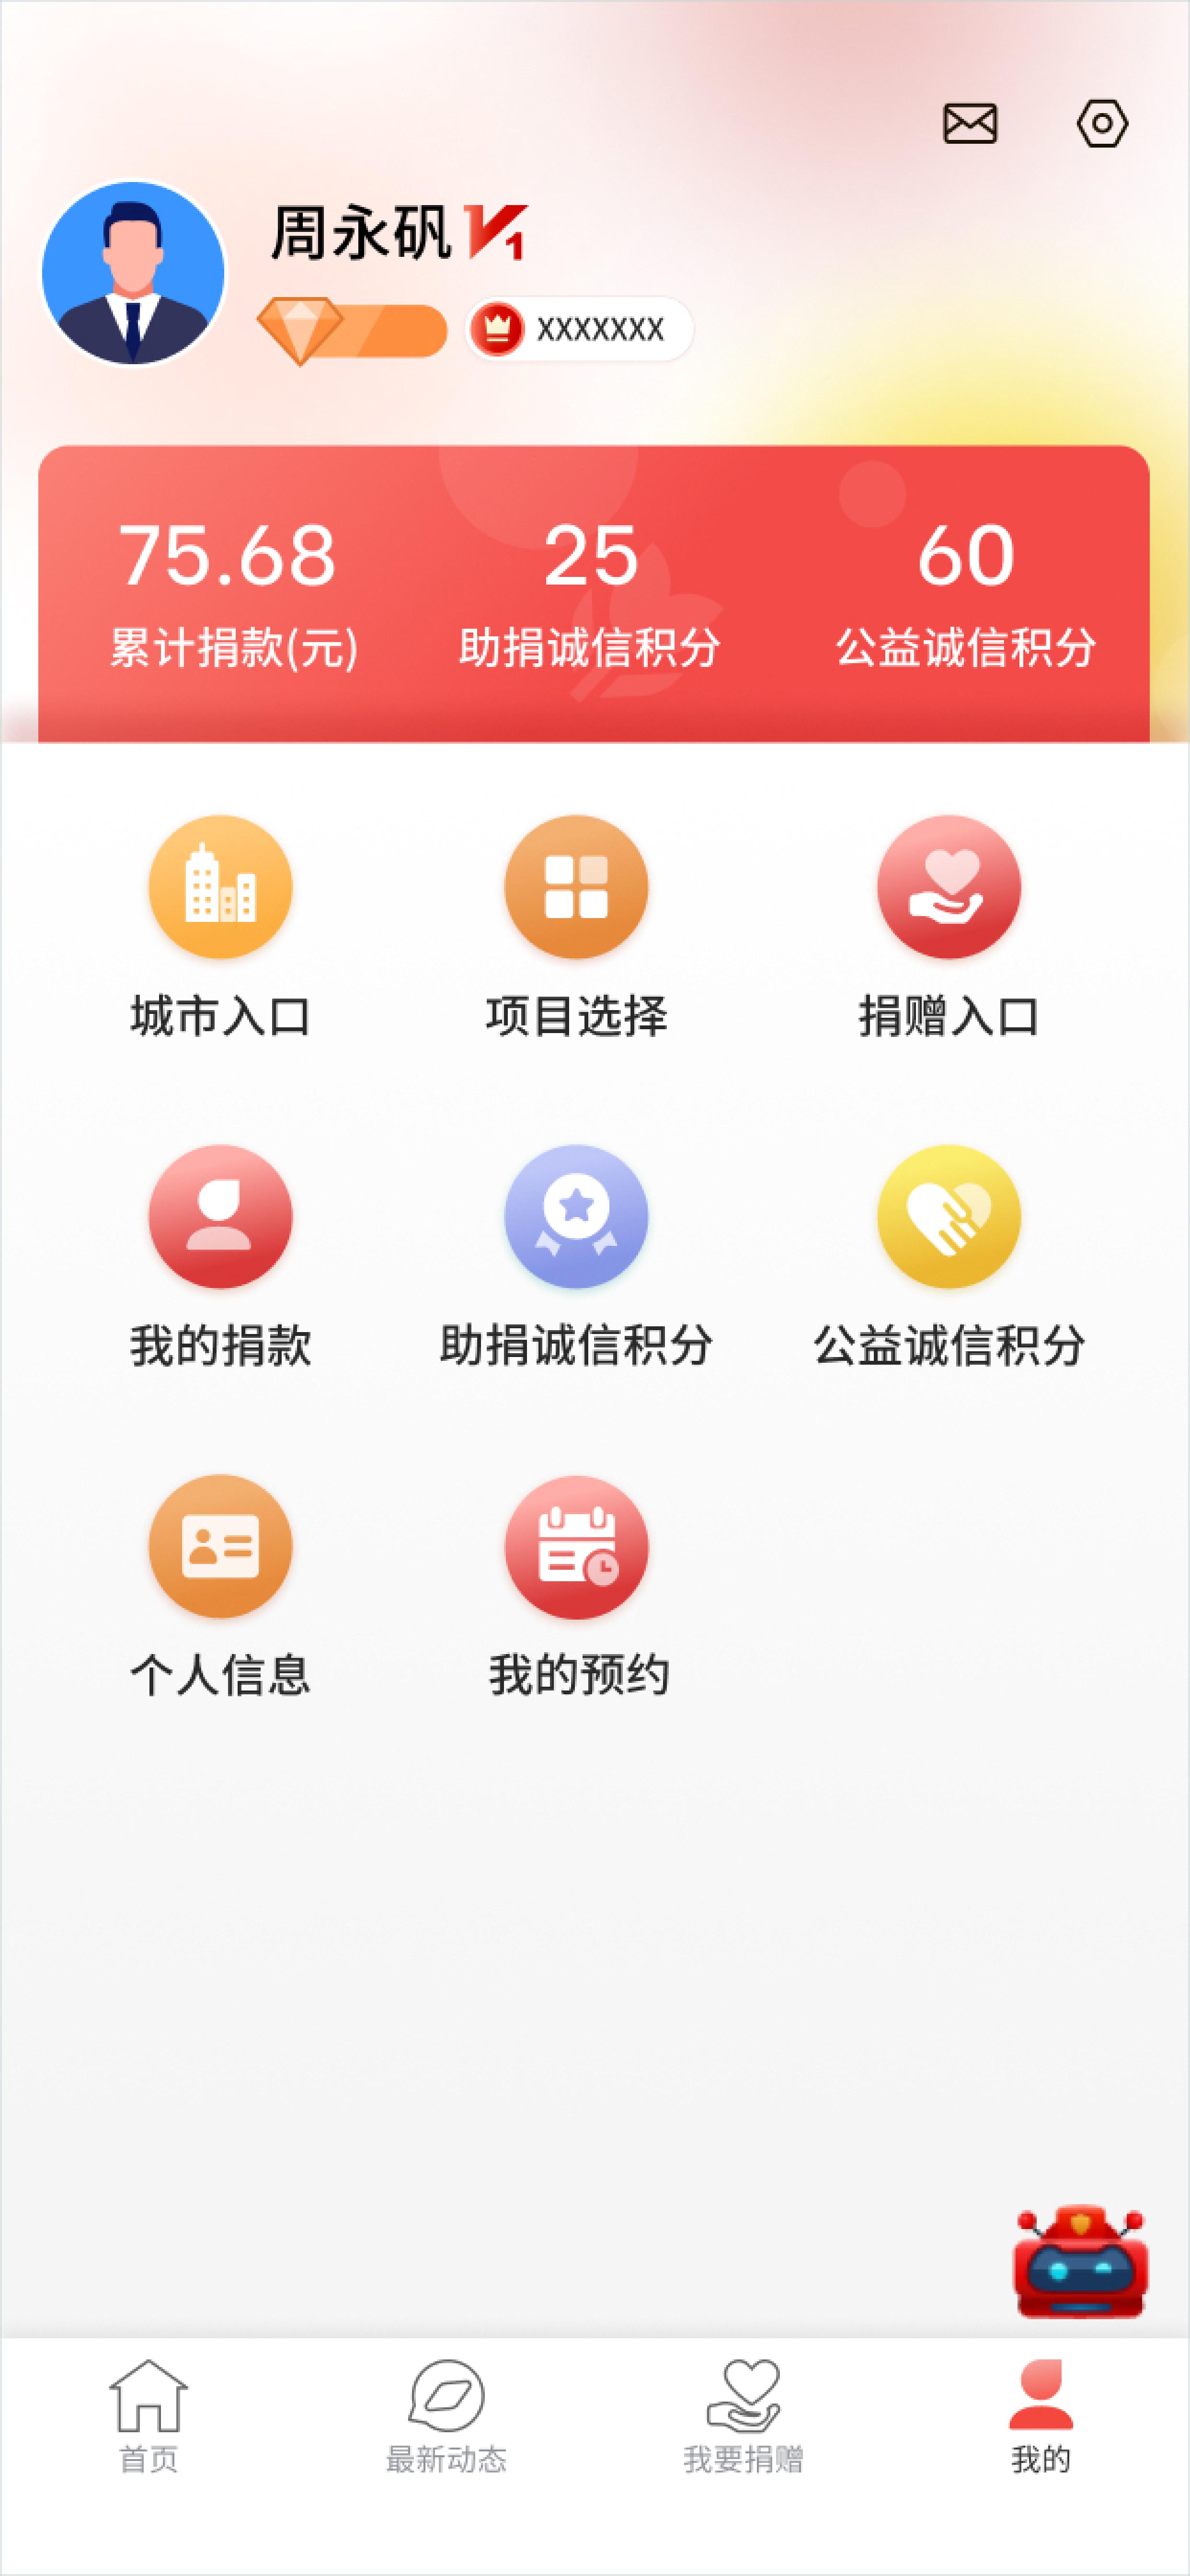 周永矾 V1
XXXXXXX
75.68 25 60
累计捐款(元) 助捐诚信积分 公益诚信积分
城市入口 项目选择 捐赠入口
我的捐款 助捐诚信积分 公益诚信积分
个人信息 我的预约
首页 最新动态 我要捐赠 我的